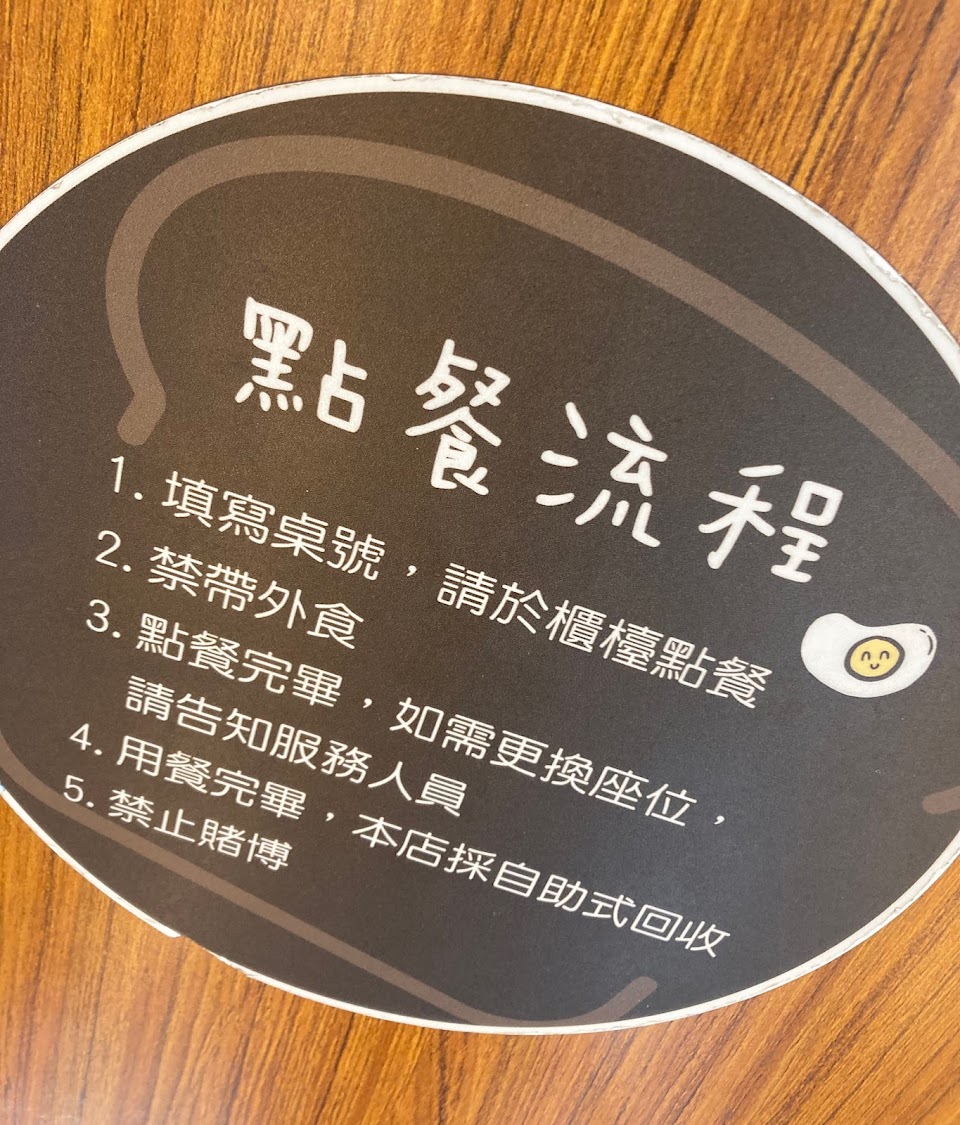 點餐流程
1. 填寫桌號，請於櫃檯點餐
2. 禁帶外食
3. 點餐完畢，如需更換座位，
請告知服務人員
4. 用餐完畢，本店採自助式回收
5. 禁止賭博